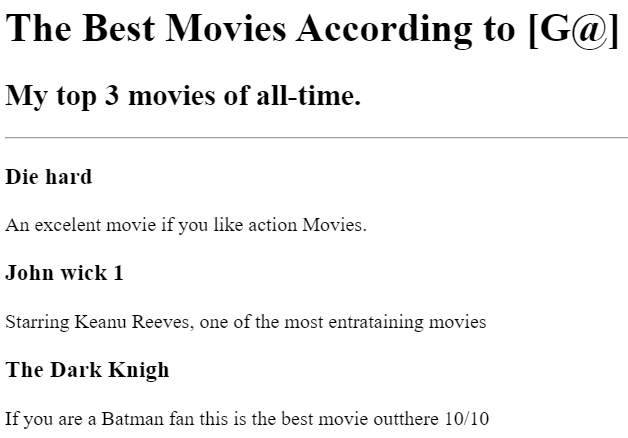 The Best Movies According to [G@]
My top 3 movies of all-time.
Die hard
An excelent movie if you like action Movies.
John wick 1
Starring Keanu Reeves, one of the most entrataining movies
The Dark Knigh
If you are a Batman fan this is the best movie outthere 10/10